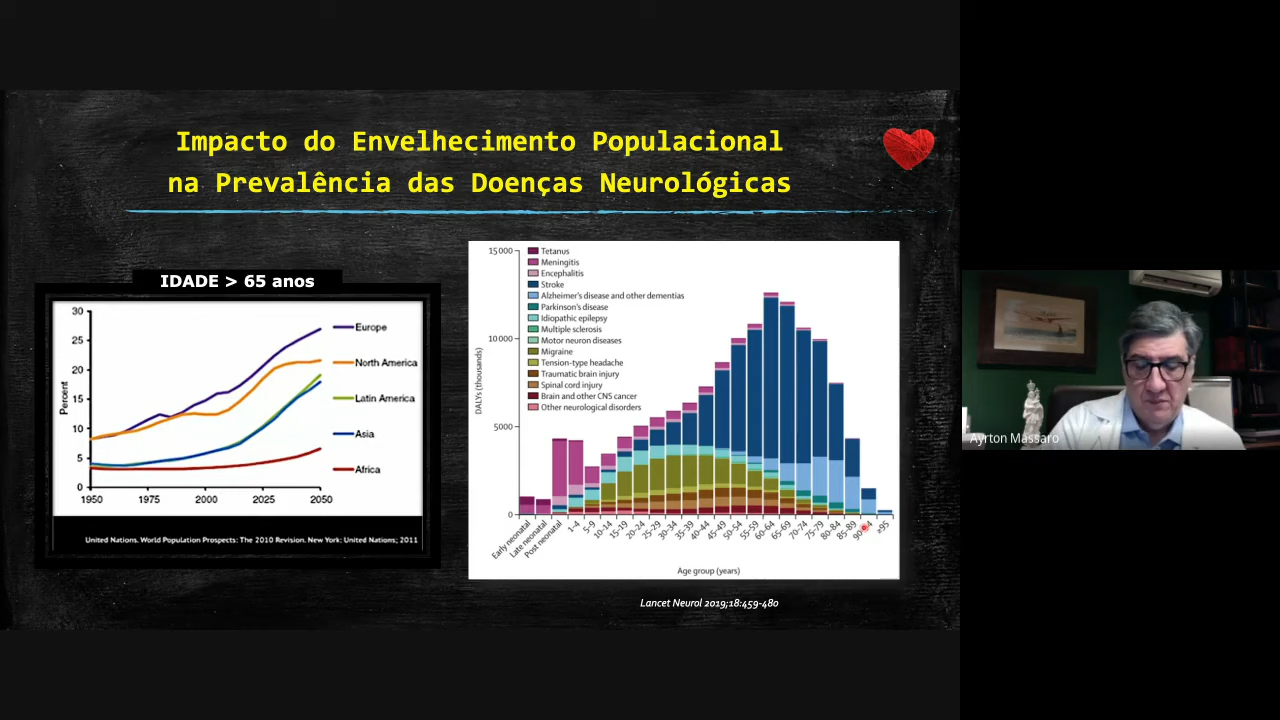 Impacto do Envelhecimento Populacional
na Prevalência das Doenças Neurológicas
IDADE > 65 anos
30
25
20
15
10
5
0
Percent
1950
1975
2000
2025
2050
Europe
North America
Latin America
Asia
Africa
United Nations. World Population Prospects: The 2010 Revision. New York: United Nations; 2011
15000
10000
5000
0
DALYs (thousands)
Tetanus
Meningitis
Encephalitis
Stroke
Alzheimer's disease and other dementias
Parkinson's disease
Idiopathic epilepsy
Multiple sclerosis
Motor neuron diseases
Migraine
Tension-type headache
Traumatic brain injury
Spinal cord injury
Brain and other CNS cancer
Other neurological disorders
Early neonatal
Late neonatal
Post neonatal
1-4
5-9
10-14
15-19
20-24
25-29
30-34
35-39
40-44
45-49
50-54
55-59
60-64
65-69
70-74
75-79
80-84
85-89
≥95
Age group (years)
Lancet Neurol 2019;18:459-480
Ayrton Massaro